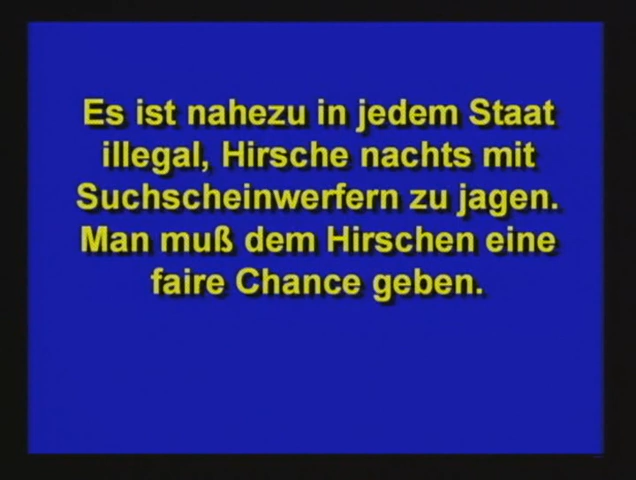 Es ist nahezu in jedem Staat
illegal, Hirsche nachts mit
Suchscheinwerfern zu jagen.
Man muß dem Hirschen eine
faire Chance geben.